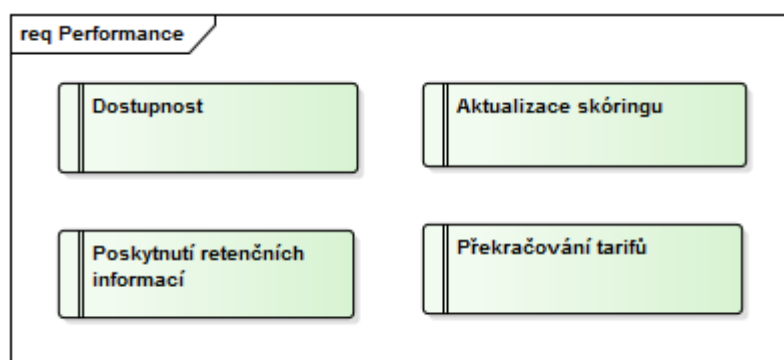 req Performance
Dostupnost
Aktualizace skóringu
Poskytnutí retenčních
informací
Překračování tarifů